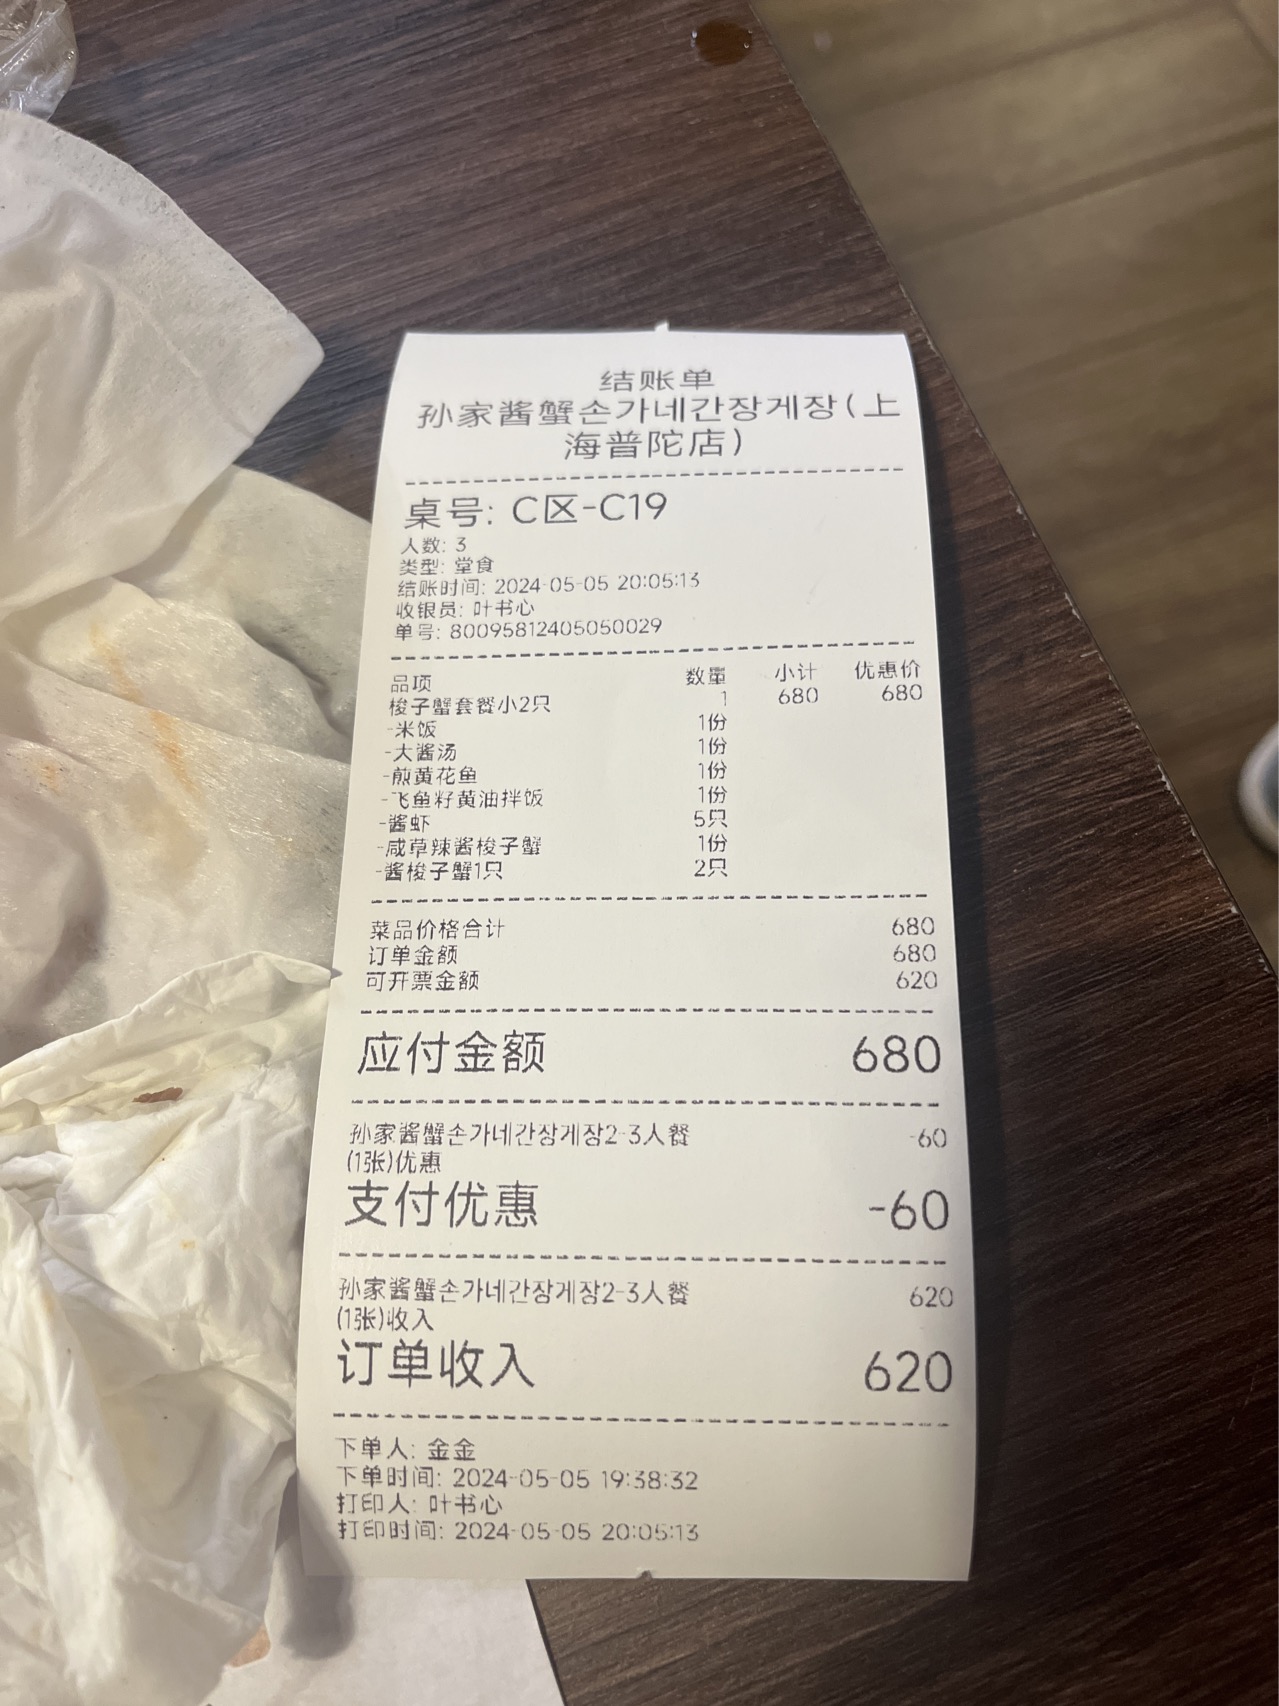 结账单
孙家酱蟹손가네간장게장(上
海普陀店)
桌号: C区-C19
人数: 3
类型: 堂食
结账时间: 2024-05-05 20:05:13
收银员: 叶书心
单号: 80095812405050029
品项 数量 小计 优惠价
梭子蟹套餐小2只 1 680 680
-米饭 1份
-大酱汤 1份
-煎黄花鱼 1份
-飞鱼籽黄油拌饭 1份
-酱虾 5只
-咸草辣酱梭子蟹 1份
-酱梭子蟹1只 2只
菜品价格合计 680
订单金额 680
可开票金额 620
应付金额 680
孙家酱蟹손가네간장게장2-3人餐 -60
(1张)优惠
支付优惠 -60
孙家酱蟹손가네간장게장2-3人餐 620
(1张)收入
订单收入 620
下单人: 金金
下单时间: 2024-05-05 19:38:32
打印人: 叶书心
打印时间: 2024-05-05 20:05:13